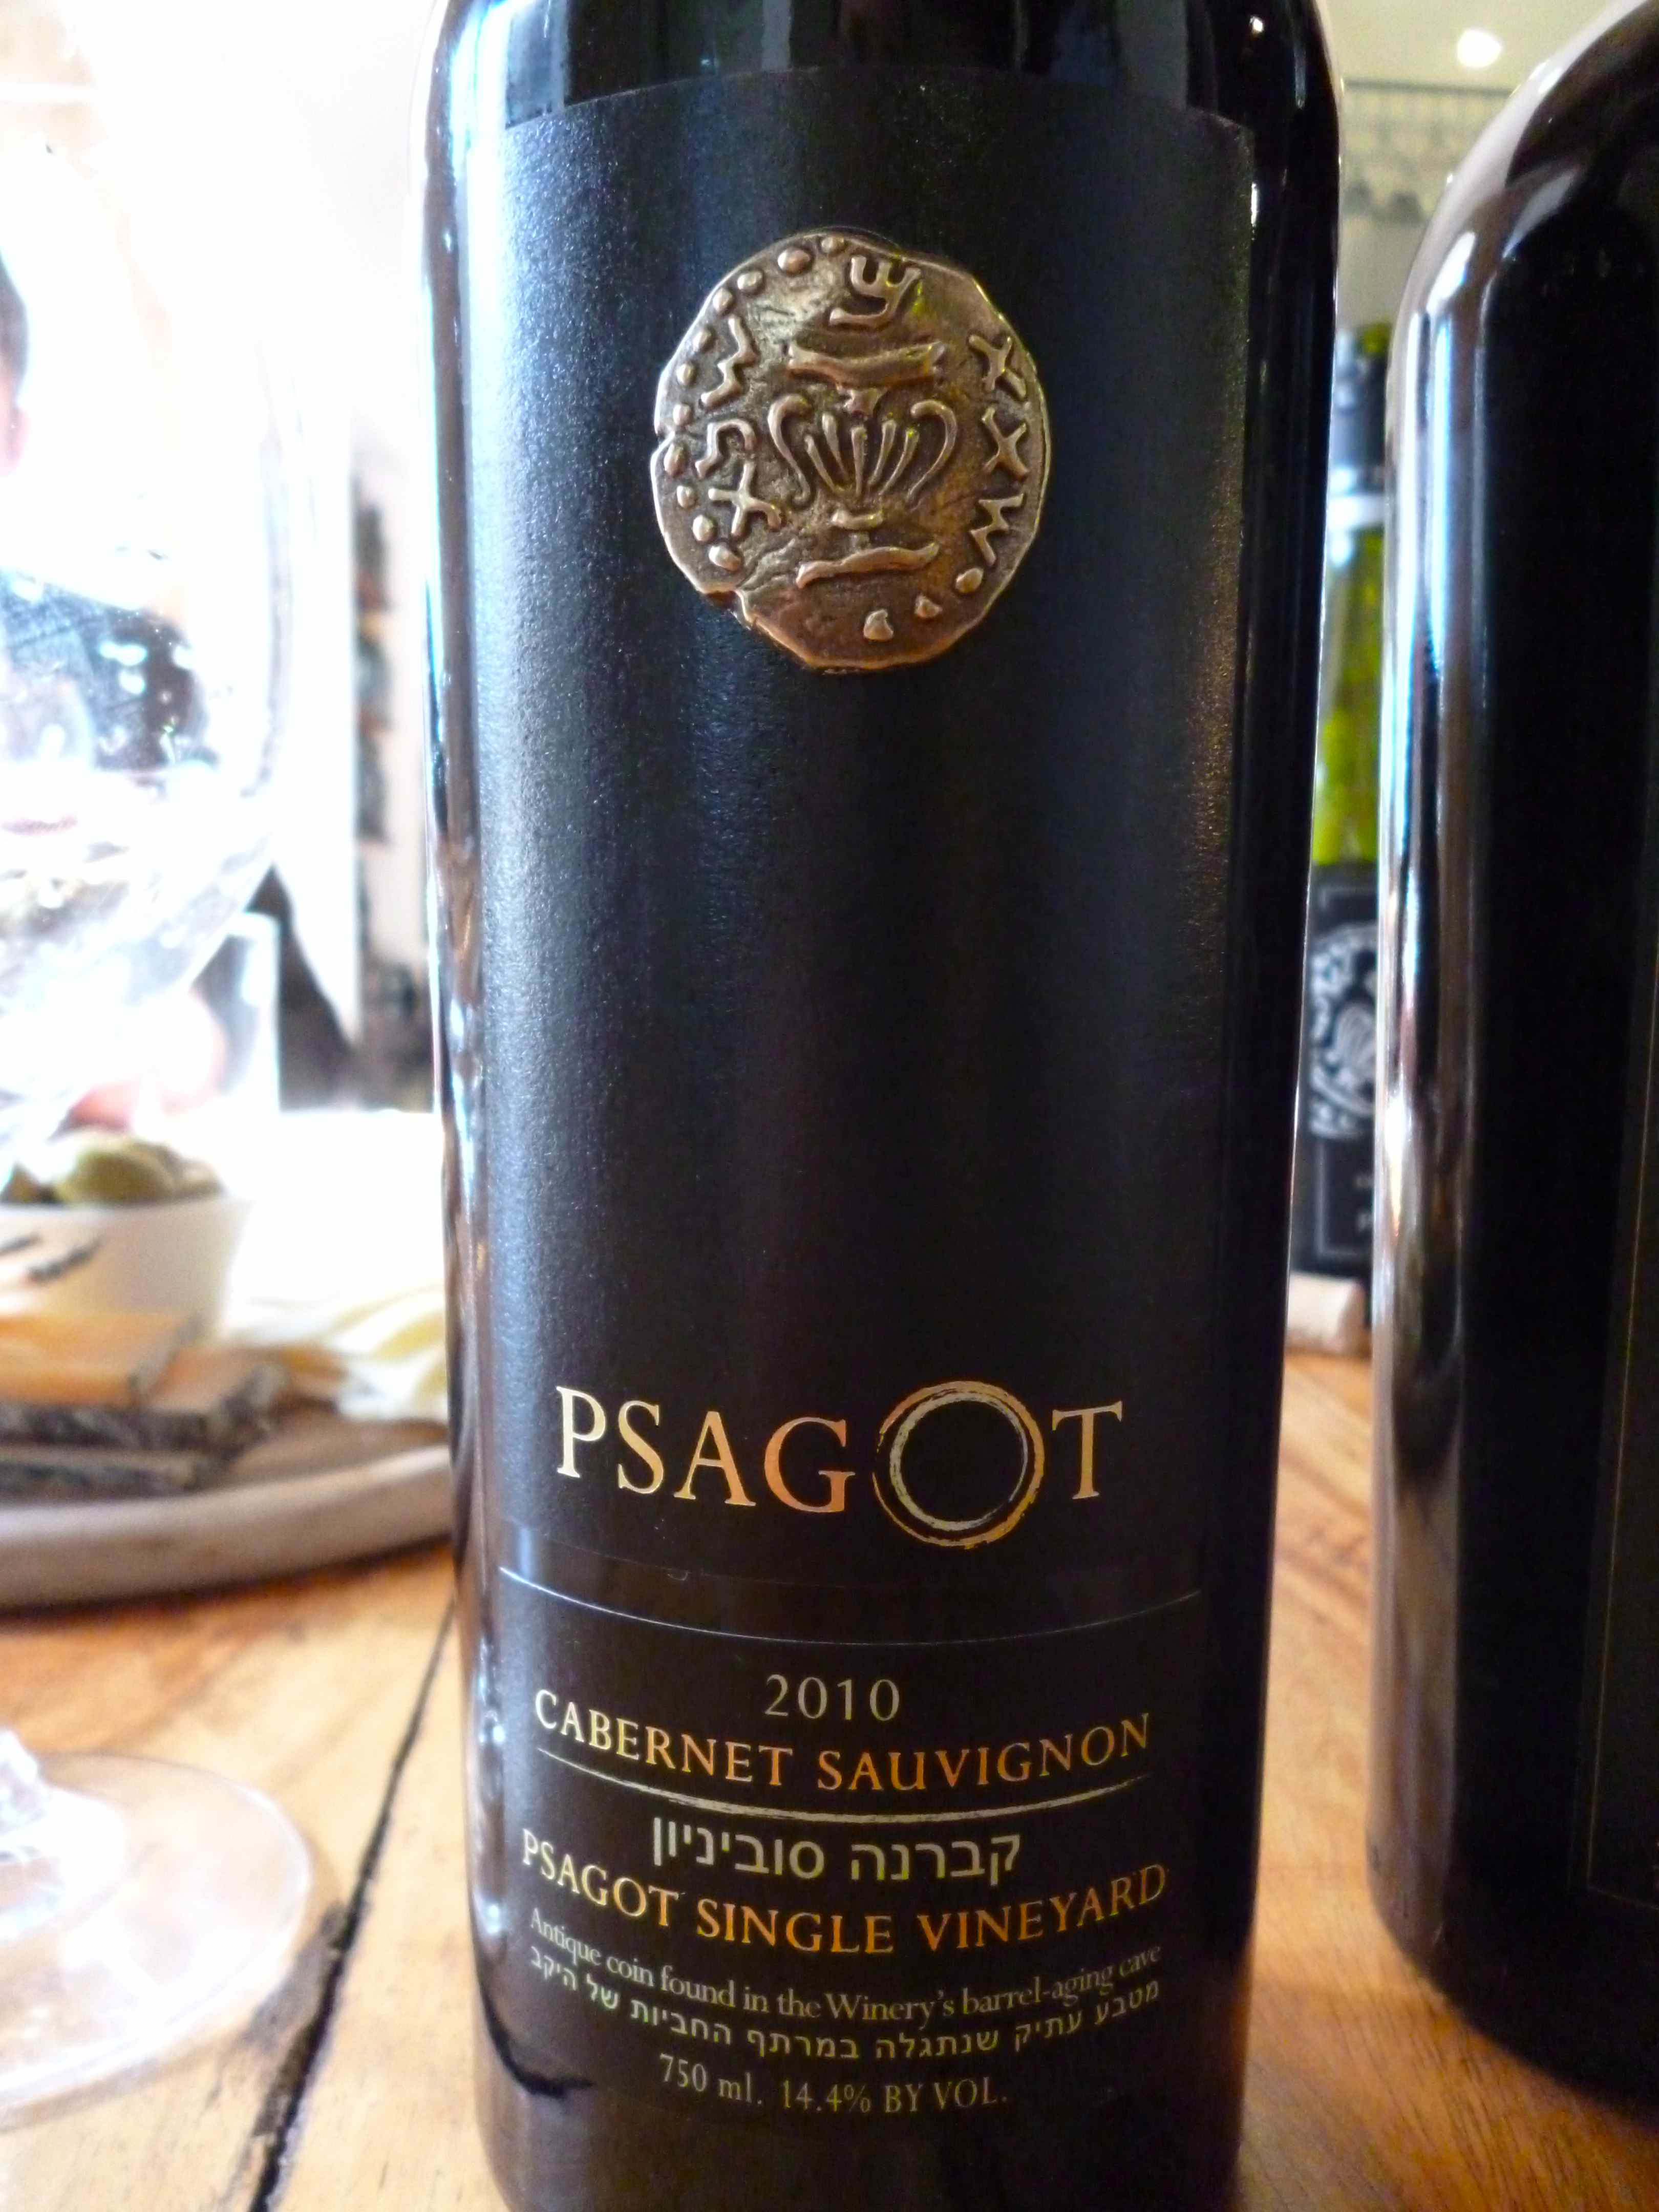 PSAGOT
2010
CABERNET SAUVIGNON
קברנה סוביניון
PSAGOT SINGLE VINEYARD
Antique coin found in the Winery's barrel-aging cave
מטבע עתיק שנתגלה במרתף החביות של היקב
750 ml. 14.4% BY VOL.